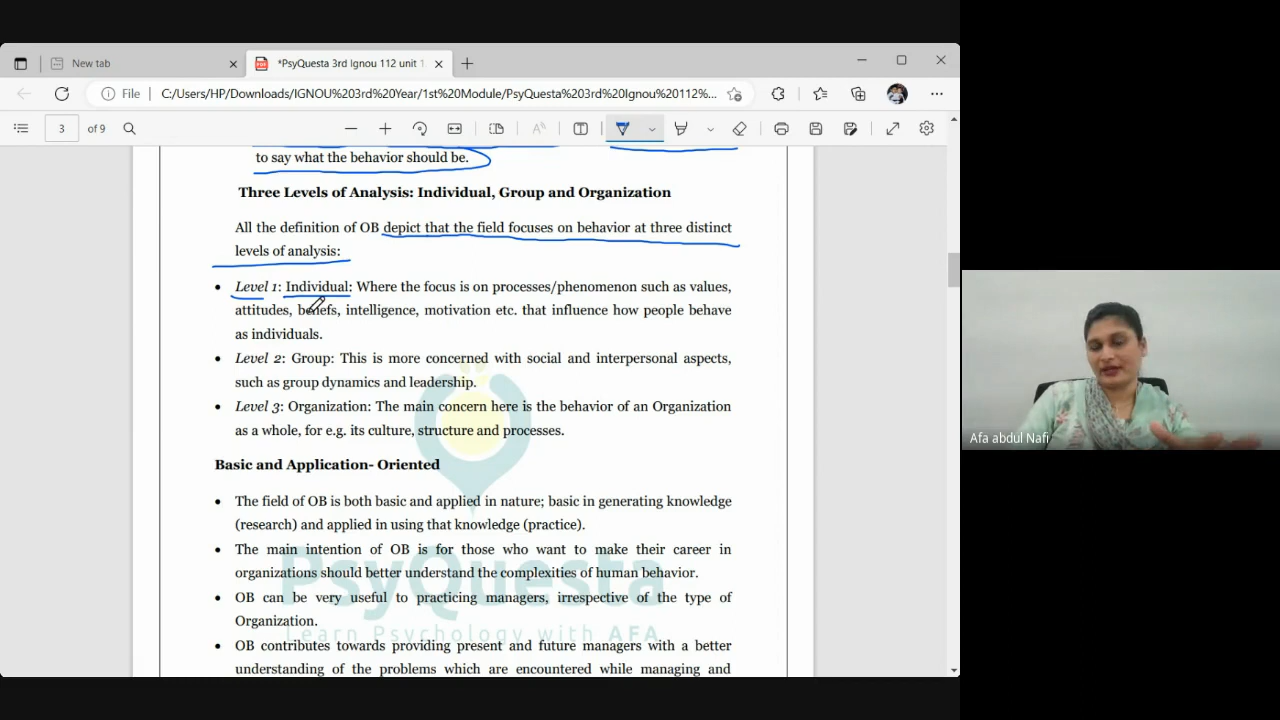 New tab
*PsyQuesta 3rd Ignou 112 unit 1
File
C:/Users/HP/Downloads/IGNOU%203rd%20Year/1st%20Module/PsyQuesta%203rd%20Ignou%20112%...
3 of 9
to say what the behavior should be.
Three Levels of Analysis: Individual, Group and Organization
All the definition of OB depict that the field focuses on behavior at three distinct
levels of analysis:
• Level 1: Individual: Where the focus is on processes/phenomenon such as values,
attitudes, beliefs, intelligence, motivation etc. that influence how people behave
as individuals.
• Level 2: Group: This is more concerned with social and interpersonal aspects,
such as group dynamics and leadership.
• Level 3: Organization: The main concern here is the behavior of an Organization
as a whole, for e.g. its culture, structure and processes.
Basic and Application- Oriented
• The field of OB is both basic and applied in nature; basic in generating knowledge
(research) and applied in using that knowledge (practice).
• The main intention of OB is for those who want to make their career in
organizations should better understand the complexities of human behavior.
• OB can be very useful to practicing managers, irrespective of the type of
Organization.
• OB contributes towards providing present and future managers with a better
understanding of the problems which are encountered while managing and
PsyQuesta
Learn Psychology with AFA
Afa abdul Nafi